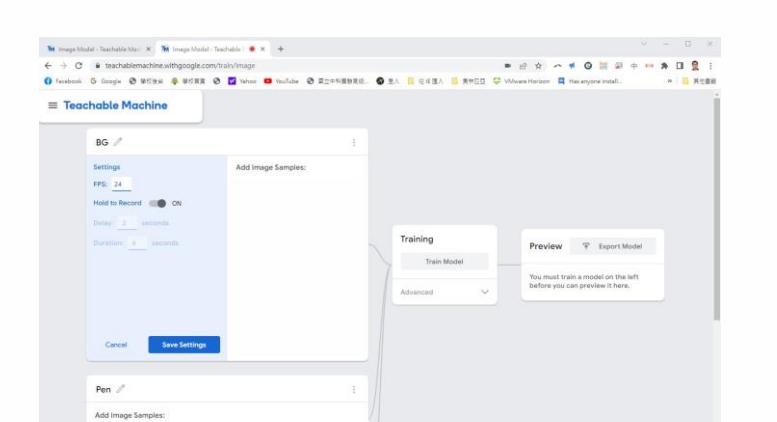 Image Model - Teachable Mac
Image Model - Teachable
teachablemachine.withgoogle.com/train/image
Facebook
Google
Yahoo
YouTube
VMware Horizon
Has anyone install...
Teachable Machine
BG
Settings
FPS: 24
Hold to Record ON
Delay: 2 seconds
Duration: 6 seconds
Cancel Save Settings
Add Image Samples:
Training
Train Model
Advanced
Preview Export Model
You must train a model on the left
before you can preview it here.
Pen
Add Image Samples: